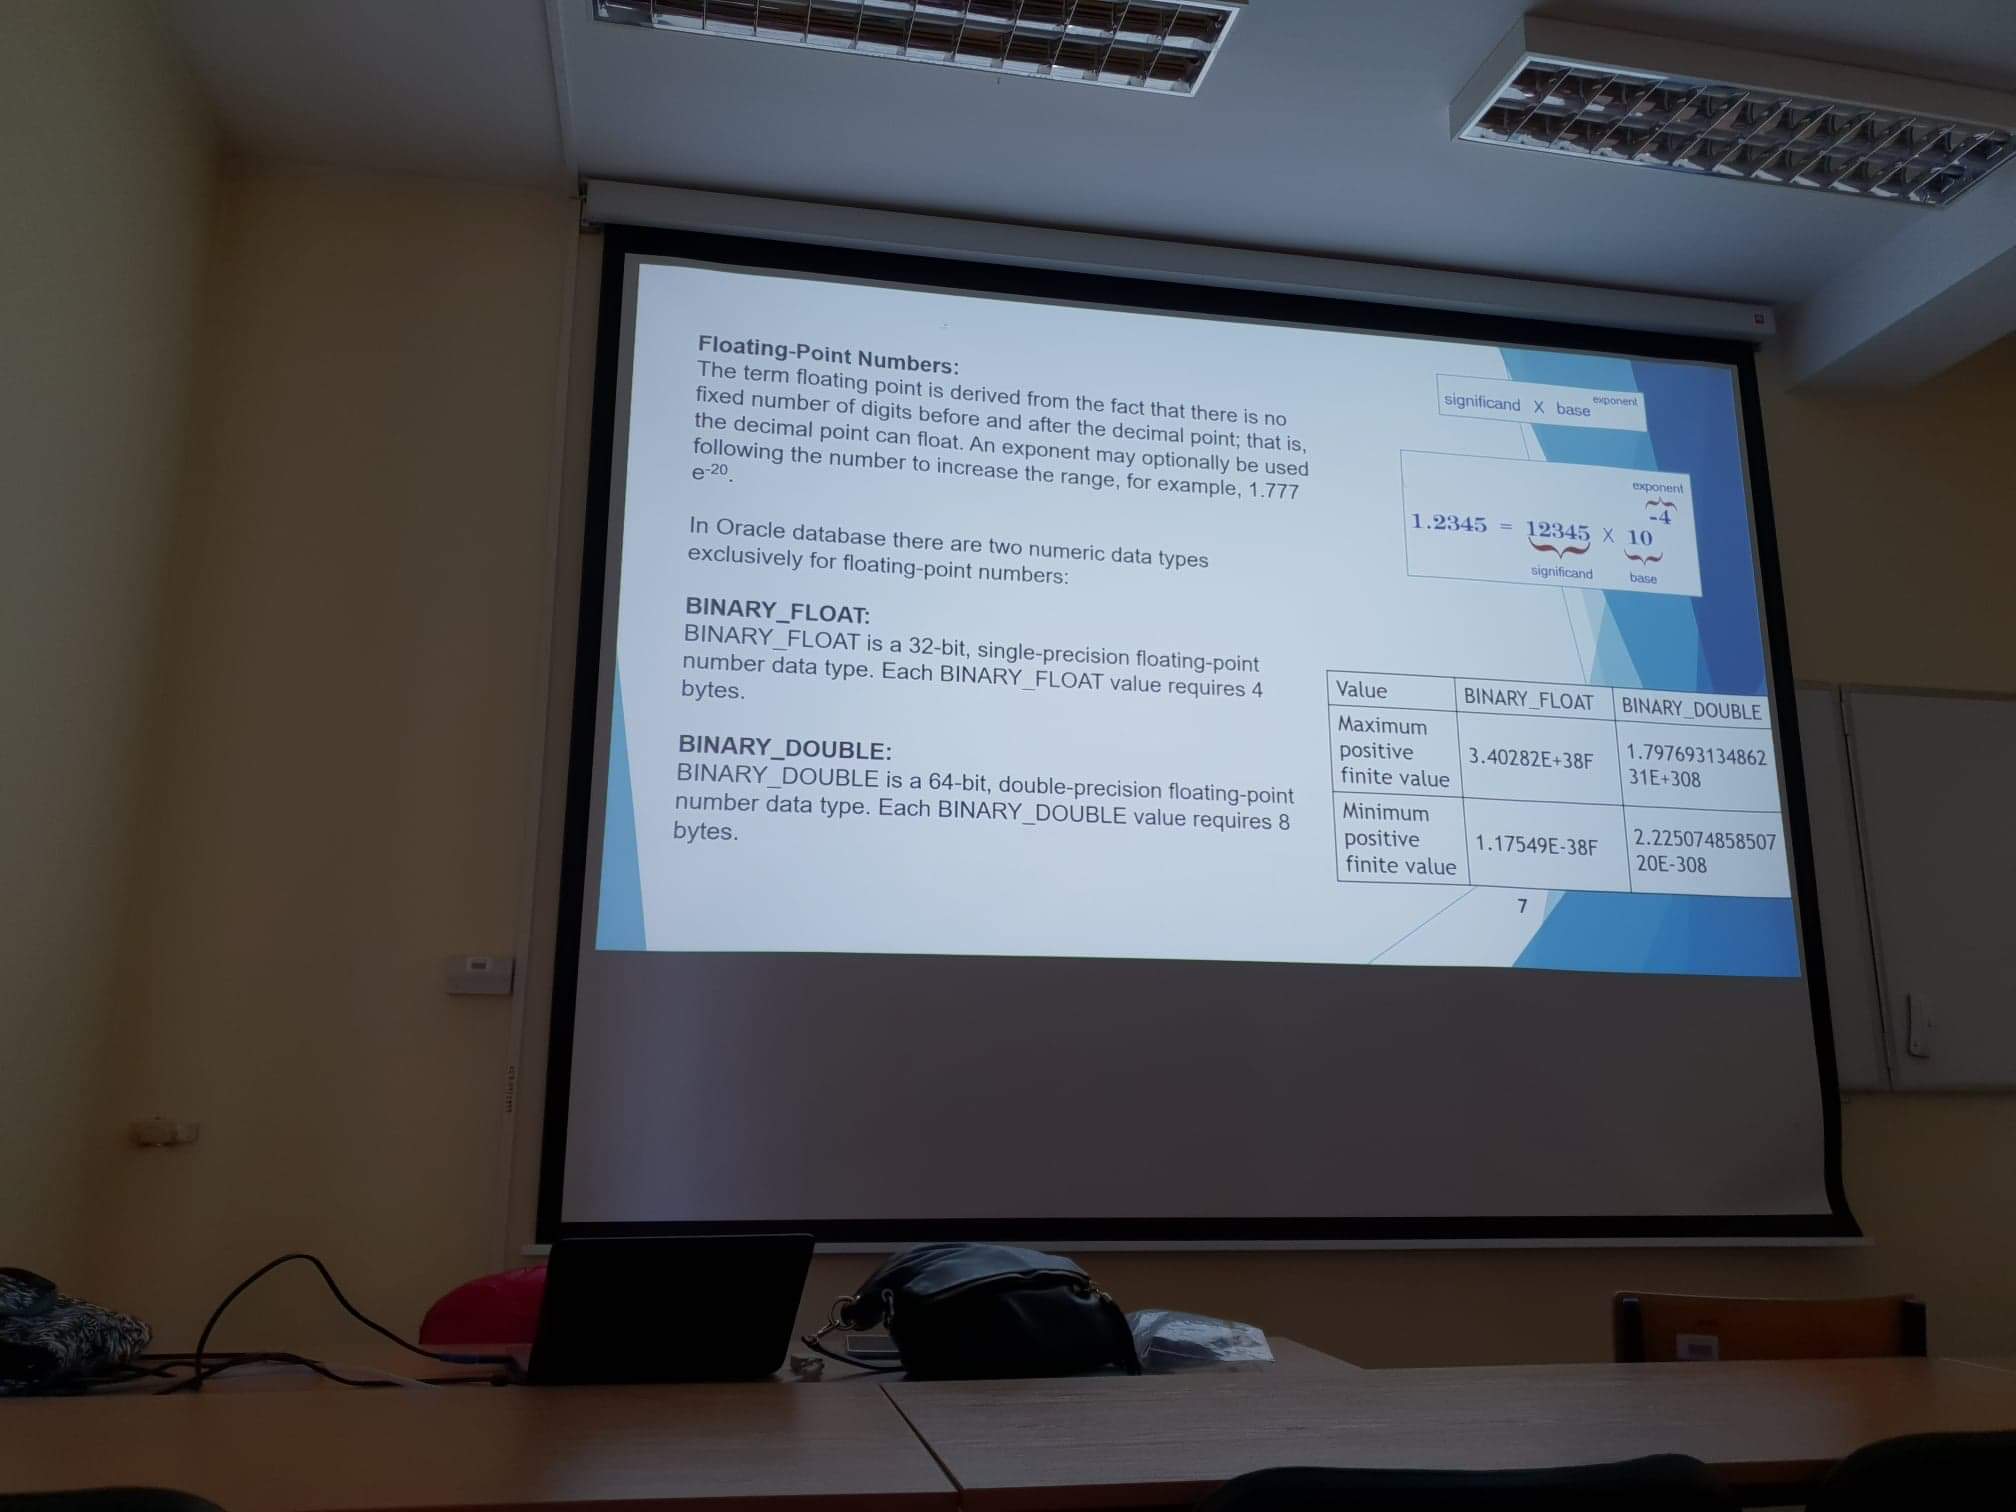 Floating-Point Numbers:
The term floating point is derived from the fact that there is no
fixed number of digits before and after the decimal point; that is,
the decimal point can float. An exponent may optionally be used
following the number to increase the range, for example, 1.777
e-20.
In Oracle database there are two numeric data types
exclusively for floating-point numbers:
BINARY_FLOAT:
BINARY_FLOAT is a 32-bit, single-precision floating-point
number data type. Each BINARY_FLOAT value requires 4
bytes.
BINARY_DOUBLE:
BINARY_DOUBLE is a 64-bit, double-precision floating-point
number data type. Each BINARY_DOUBLE value requires 8
bytes.
significand X base exponent
exponent
1.2345 = 12345 X 10 -4
significand base
Value BINARY_FLOAT BINARY_DOUBLE
Maximum
positive
finite value
3.40282E+38F
1.797693134862
31E+308
Minimum
positive
finite value
1.17549E-38F
2.225074858507
20E-308
7